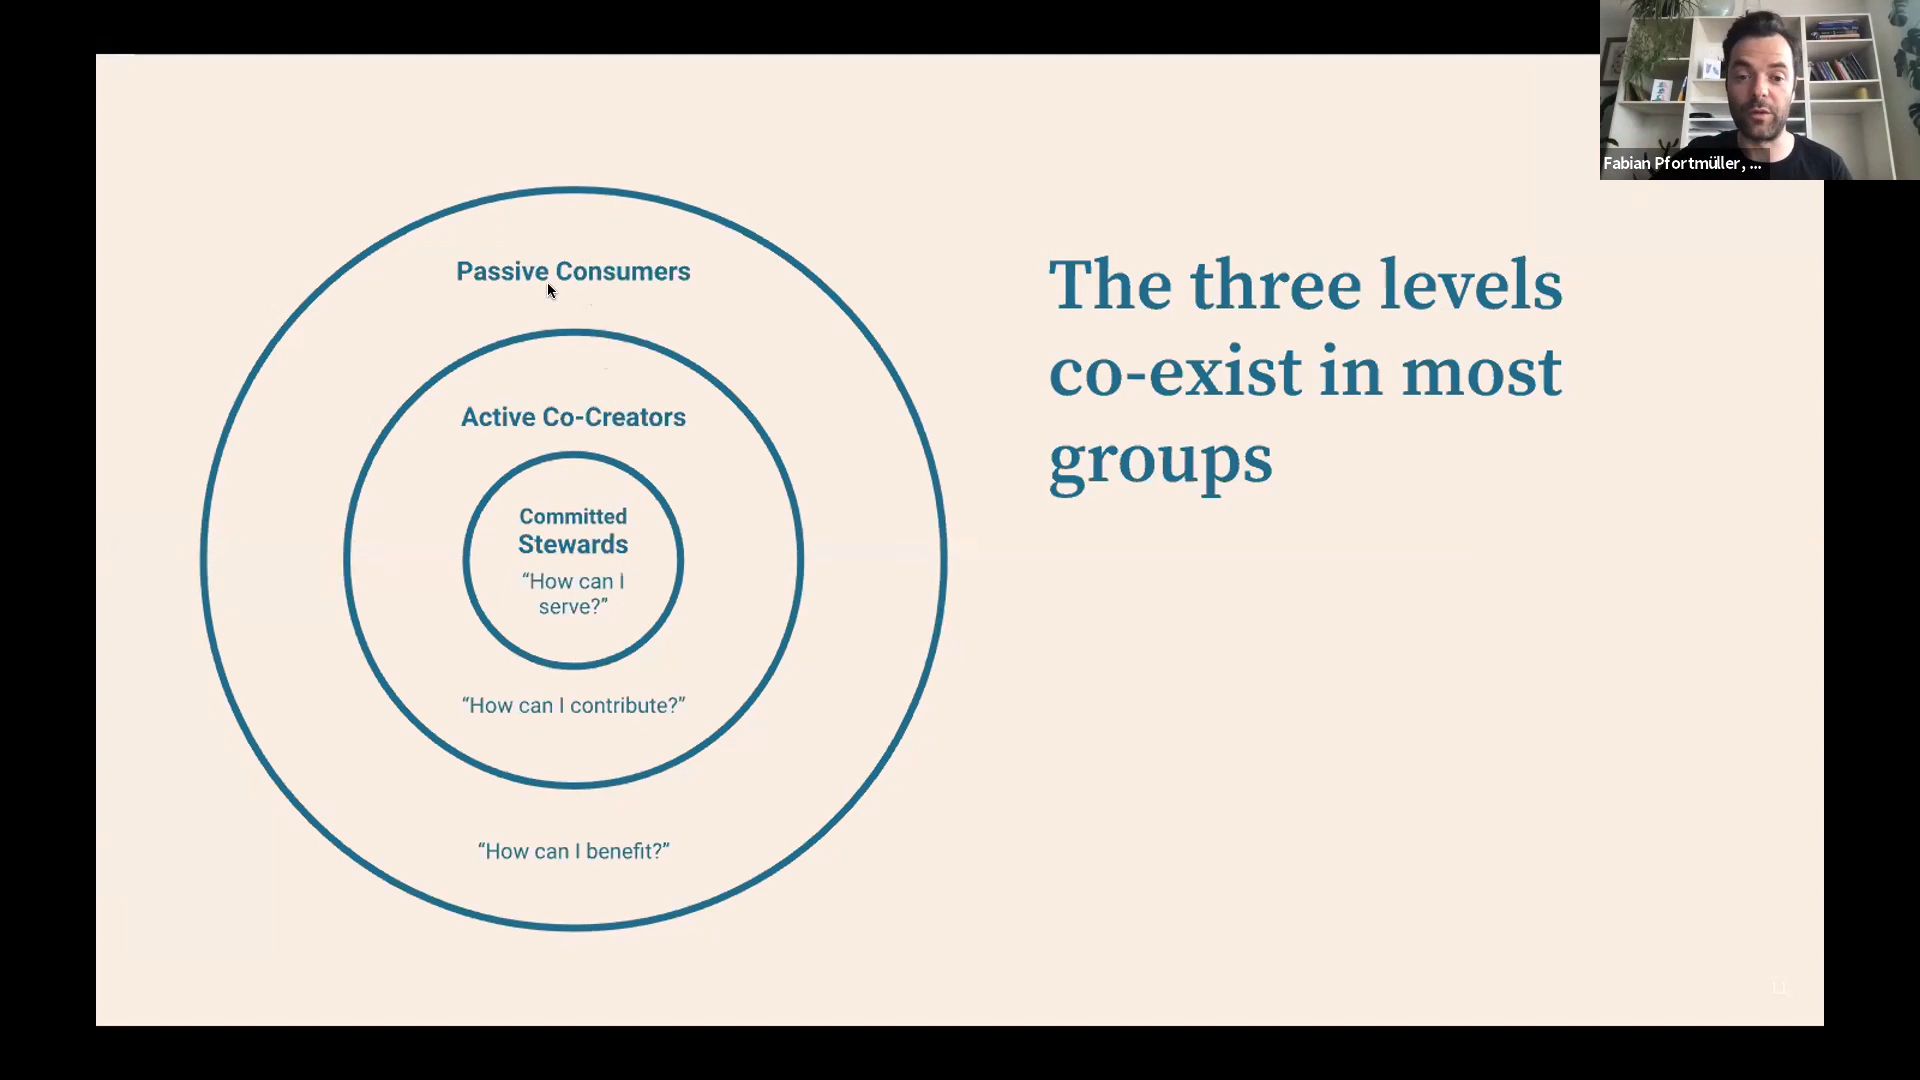 Passive Consumers
Active Co-Creators
Committed
Stewards
“How can I
serve?”
“How can I contribute?”
“How can I benefit?”
The three levels
co-exist in most
groups
Fabian Pfortmüller, ...